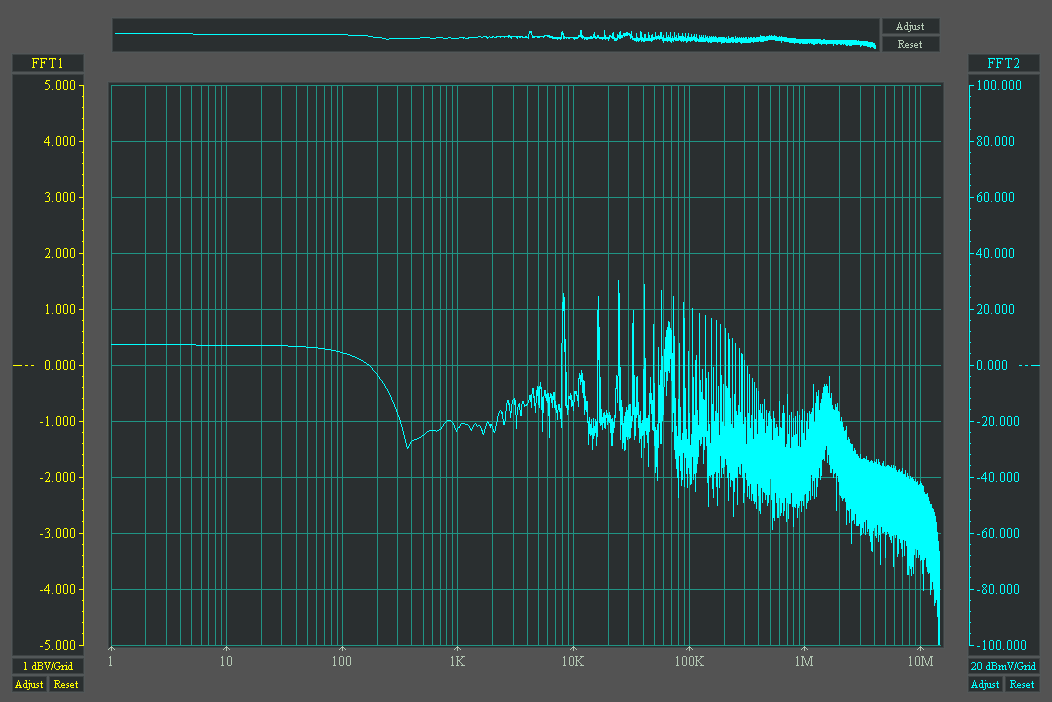 Adjust
Reset
FFT1
FFT2
5.000
100.000
4.000
80.000
3.000
60.000
2.000
40.000
1.000
20.000
0.000
0.000
-1.000
-20.000
-2.000
-40.000
-3.000
-60.000
-4.000
-80.000
-5.000
-100.000
1 10 100 1K 10K 100K 1M 10M
1 dBV/Grid
20 dBmV/Grid
Adjust Reset
Adjust Reset